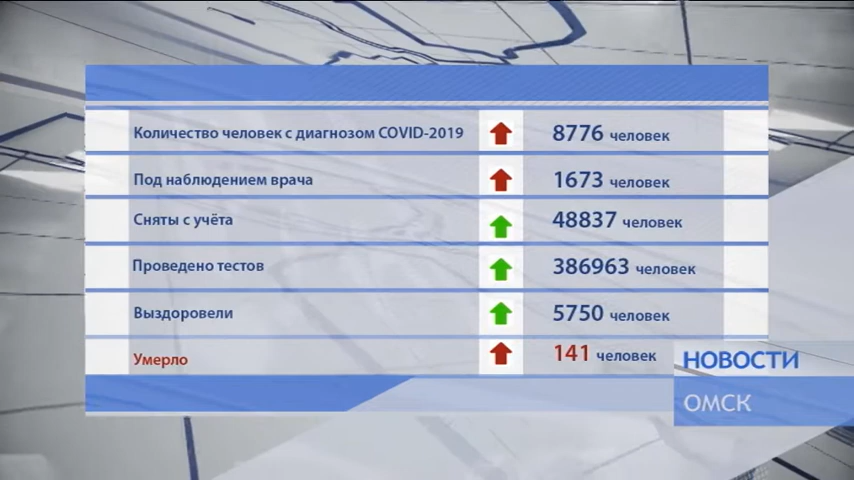 Количество человек с диагнозом COVID-2019 8776 человек
Под наблюдением врача 1673 человек
Сняты с учёта 48837 человек
Проведено тестов 386963 человек
Выздоровели 5750 человек
Умерло 141 человек
НОВОСТИ
ОМСК